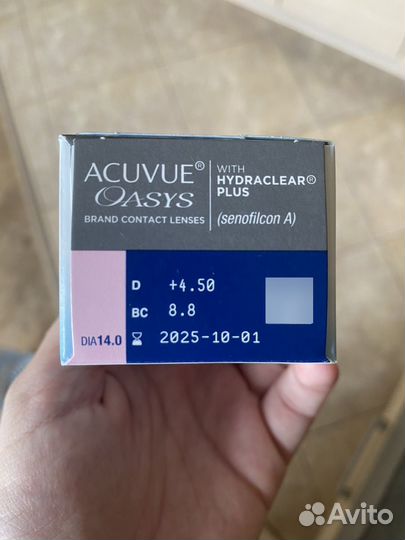 ACUVUE® OASYS
BRAND CONTACT LENSES
WITH
HYDRACLEAR®
PLUS
(senofilcon A)
D +4.50
BC 8.8
DIA14.0
2025-10-01
Avito